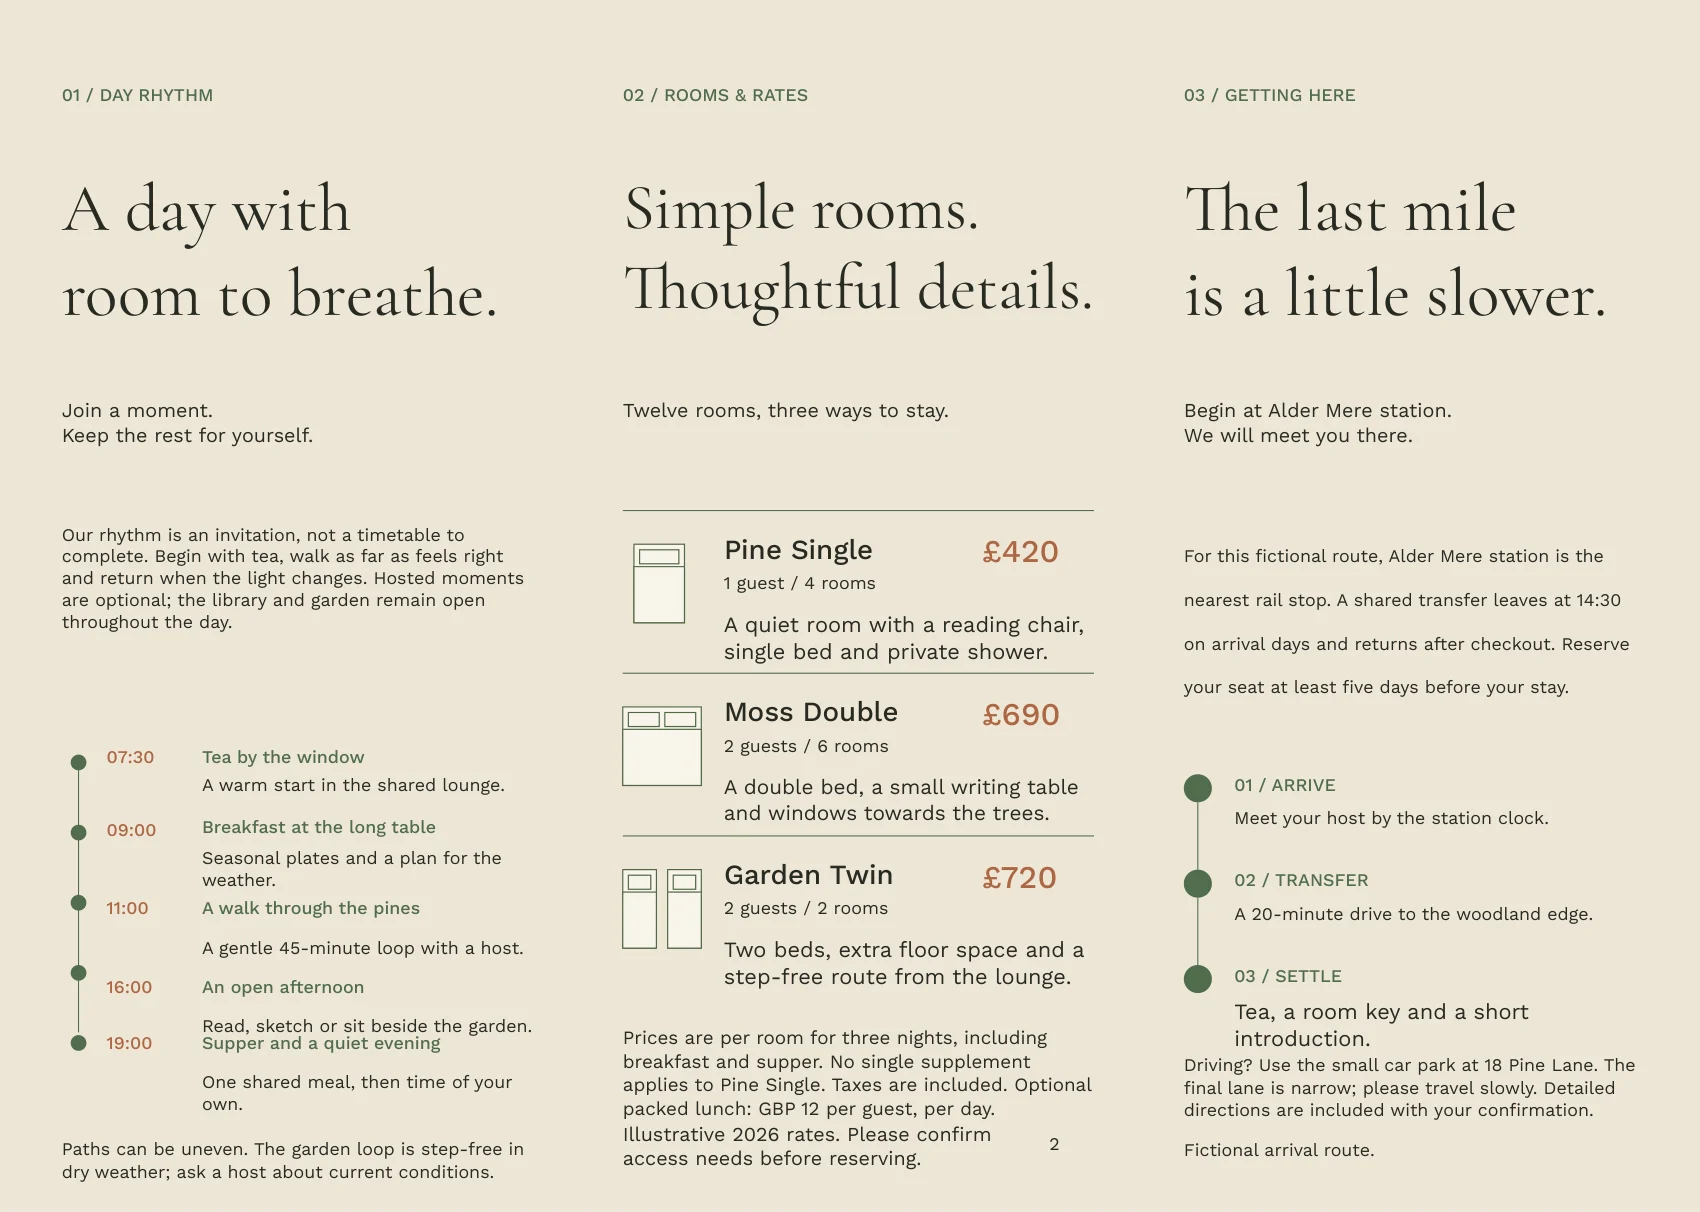 01 / DAY RHYTHM
A day with
room to breathe.
Join a moment.
Keep the rest for yourself.
Our rhythm is an invitation, not a timetable to
complete. Begin with tea, walk as far as feels right
and return when the light changes. Hosted moments
are optional; the library and garden remain open
throughout the day.
07:30 Tea by the window
A warm start in the shared lounge.
09:00 Breakfast at the long table
Seasonal plates and a plan for the
weather.
11:00 A walk through the pines
A gentle 45-minute loop with a host.
16:00 An open afternoon
Read, sketch or sit beside the garden.
19:00 Supper and a quiet evening
One shared meal, then time of your
own.
Paths can be uneven. The garden loop is step-free in
dry weather; ask a host about current conditions.
02 / ROOMS & RATES
Simple rooms.
Thoughtful details.
Twelve rooms, three ways to stay.
Pine Single £420
1 guest / 4 rooms
A quiet room with a reading chair,
single bed and private shower.
Moss Double £690
2 guests / 6 rooms
A double bed, a small writing table
and windows towards the trees.
Garden Twin £720
2 guests / 2 rooms
Two beds, extra floor space and a
step-free route from the lounge.
Prices are per room for three nights, including
breakfast and supper. No single supplement
applies to Pine Single. Taxes are included. Optional
packed lunch: GBP 12 per guest, per day.
Illustrative 2026 rates. Please confirm
access needs before reserving.
2
03 / GETTING HERE
The last mile
is a little slower.
Begin at Alder Mere station.
We will meet you there.
For this fictional route, Alder Mere station is the
nearest rail stop. A shared transfer leaves at 14:30
on arrival days and returns after checkout. Reserve
your seat at least five days before your stay.
01 / ARRIVE
Meet your host by the station clock.
02 / TRANSFER
A 20-minute drive to the woodland edge.
03 / SETTLE
Tea, a room key and a short
introduction.
Driving? Use the small car park at 18 Pine Lane. The
final lane is narrow; please travel slowly. Detailed
directions are included with your confirmation.
Fictional arrival route.